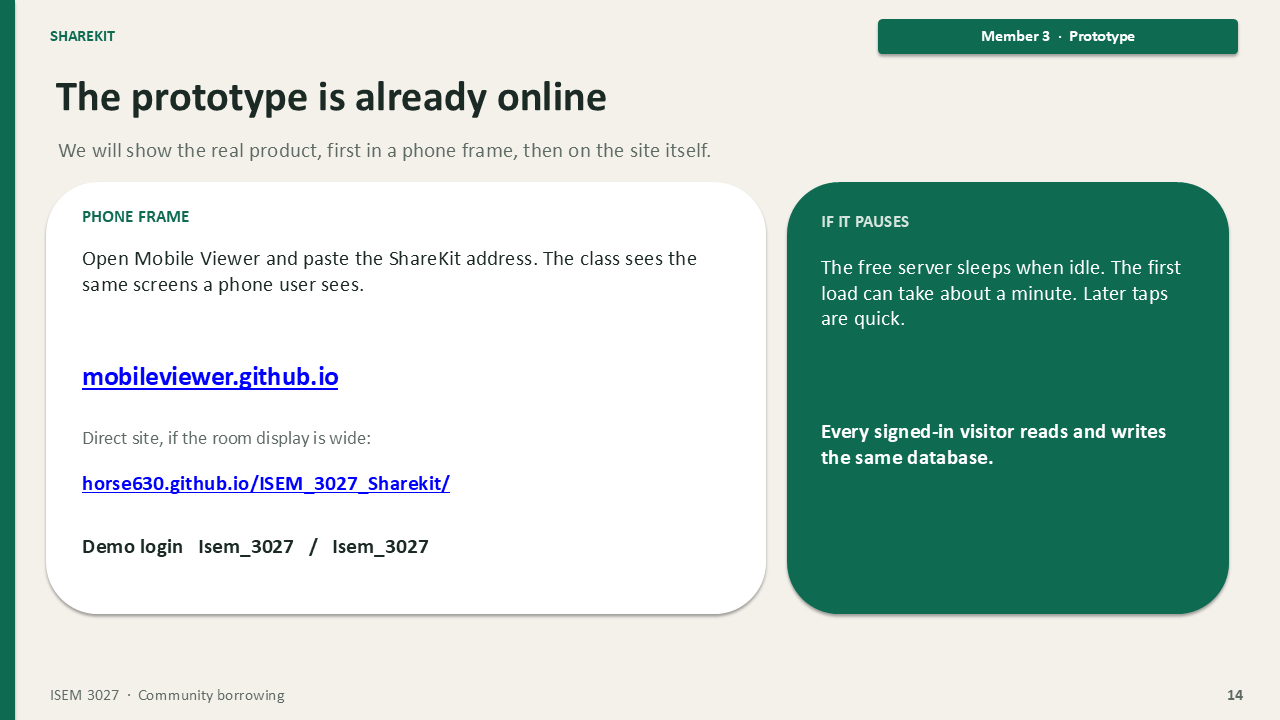 SHAREKIT
Member 3 · Prototype
The prototype is already online
We will show the real product, first in a phone frame, then on the site itself.
PHONE FRAME
Open Mobile Viewer and paste the ShareKit address. The class sees the
same screens a phone user sees.
mobileviewer.github.io
Direct site, if the room display is wide:
horse630.github.io/ISEM_3027_Sharekit/
Demo login Isem_3027 / Isem_3027
IF IT PAUSES
The free server sleeps when idle. The first
load can take about a minute. Later taps
are quick.
Every signed-in visitor reads and writes
the same database.
ISEM 3027 · Community borrowing
14